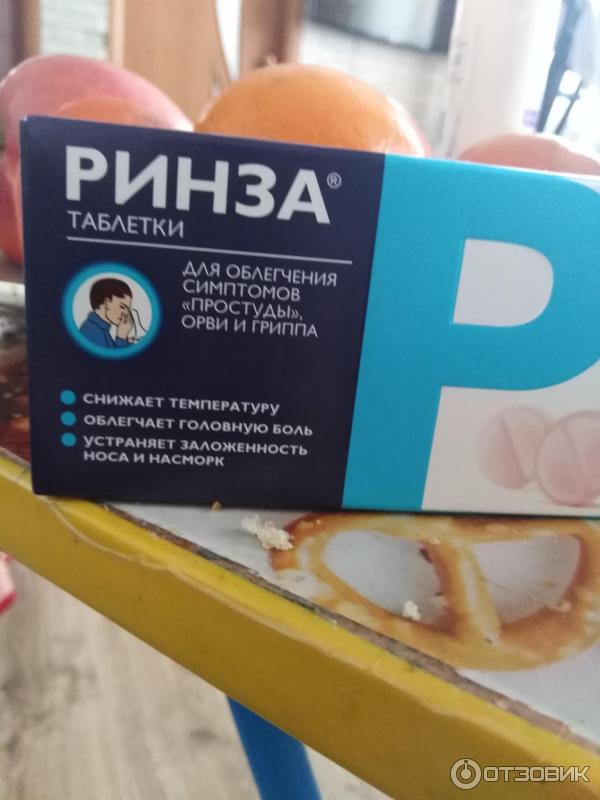 РИНЗА®
ТАБЛЕТКИ
ДЛЯ ОБЛЕГЧЕНИЯ
СИМПТОМОВ
«ПРОСТУДЫ»,
ОРВИ И ГРИППА
СНИЖАЕТ ТЕМПЕРАТУРУ
ОБЛЕГЧАЕТ ГОЛОВНУЮ БОЛЬ
УСТРАНЯЕТ ЗАЛОЖЕННОСТЬ
НОСА И НАСМОРК
Р
ОТЗОВИК